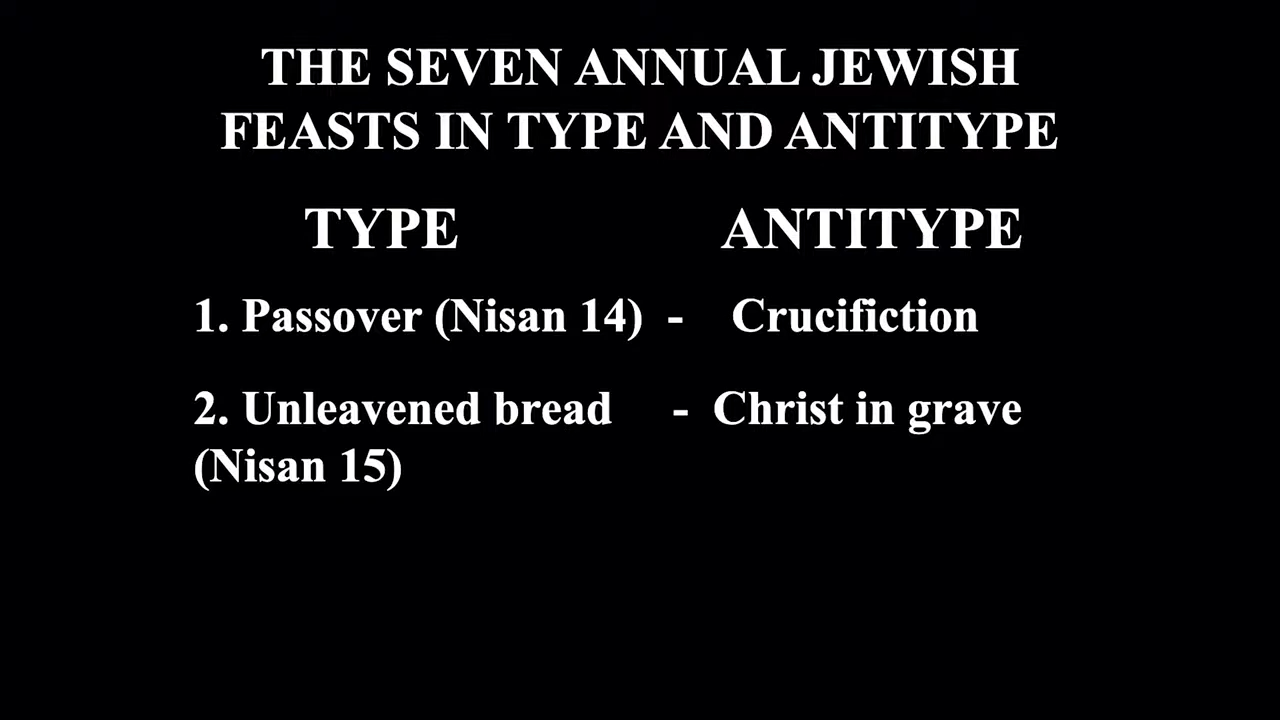 THE SEVEN ANNUAL JEWISH
FEASTS IN TYPE AND ANTITYPE
TYPE ANTITYPE
1. Passover (Nisan 14) - Crucifiction
2. Unleavened bread - Christ in grave
(Nisan 15)